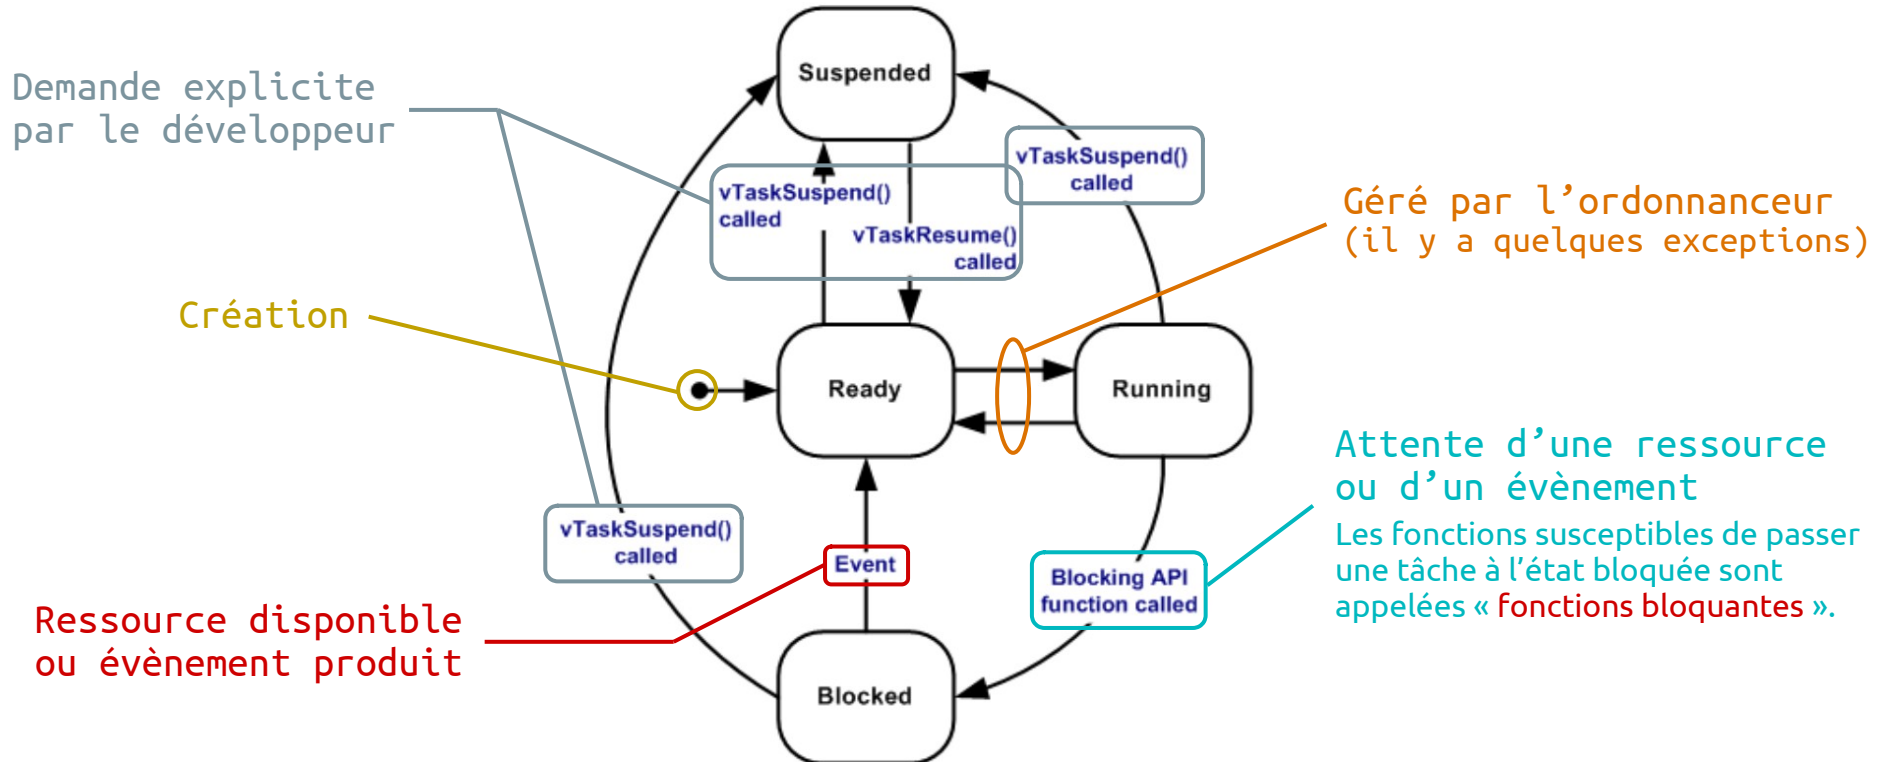 Suspended
Demande explicite
par le développeur
vTaskSuspend()
called
vTaskSuspend()
called
vTaskResume()
called
Géré par l’ordonnanceur
(il y a quelques exceptions)
Création
Ready
Running
Attente d’une ressource
ou d’un évènement
Les fonctions susceptibles de passer
une tâche à l’état bloquée sont
appelées « fonctions bloquantes ».
vTaskSuspend()
called
Event
Blocking API
function called
Ressource disponible
ou évènement produit
Blocked